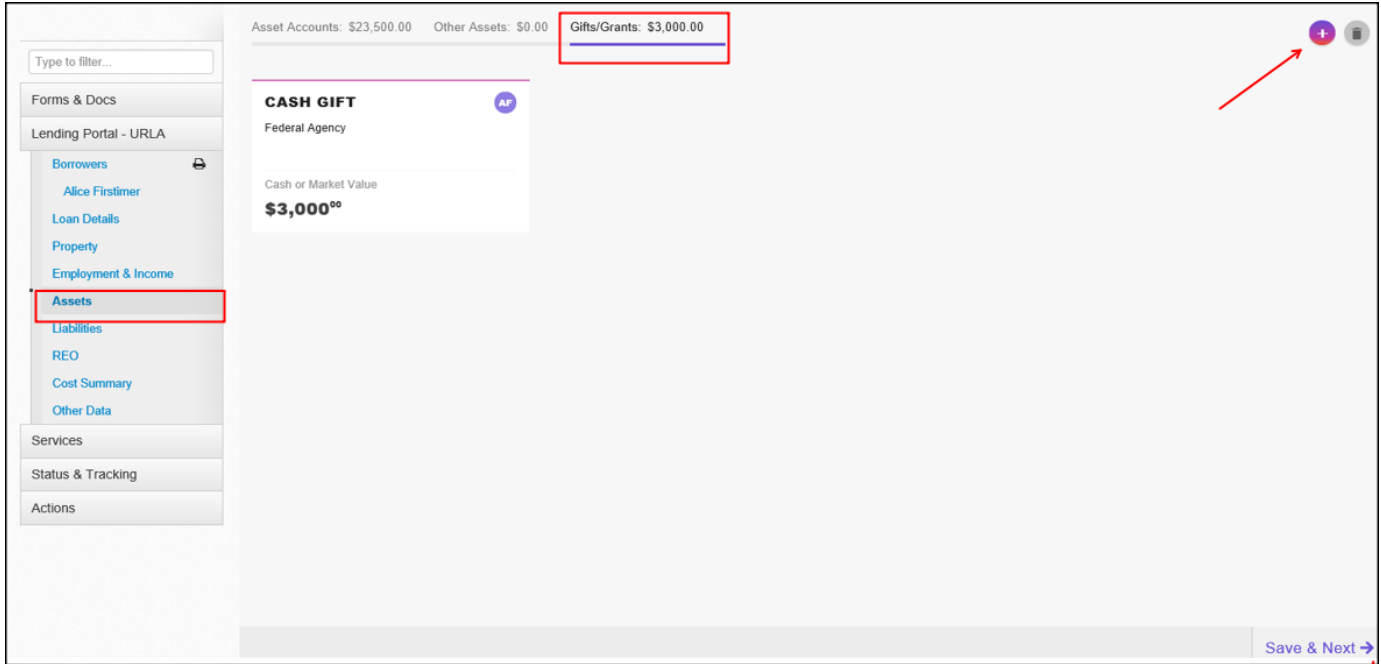 Asset Accounts: $23,500.00 Other Assets: $0.00 Gifts/Grants: $3,000.00
+
Type to filter...
Forms & Docs
Lending Portal - URLA
Borrowers
Alice Firstimer
Loan Details
Property
Employment & Income
Assets
Liabilities
REO
Cost Summary
Other Data
Services
Status & Tracking
Actions
CASH GIFT AF
Federal Agency
Cash or Market Value
$3,000⁰⁰
Save & Next →